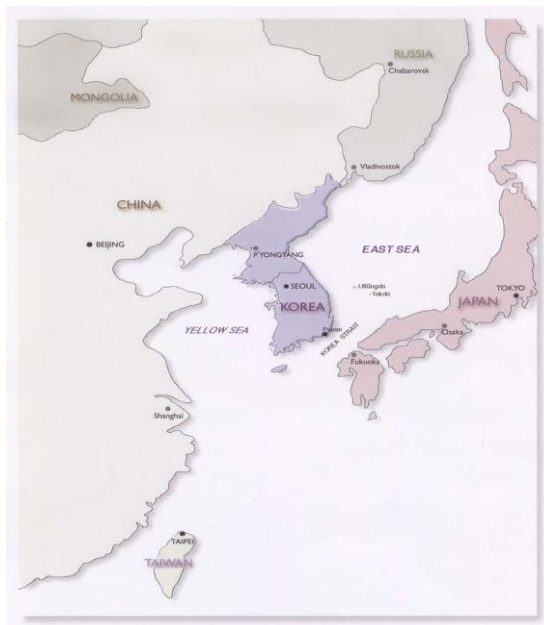 RUSSIA
Chabarovsk
MONGOLIA
Vladivostok
CHINA
BEIJING
P'YONGYANG
EAST SEA
SEOUL
Ullŭngdo
Tokdo
TOKYO
KOREA
JAPAN
YELLOW SEA
Pusan
KOREA STRAIT
Osaka
Fukuoka
Shanghai
TAIPEI
TAIWAN